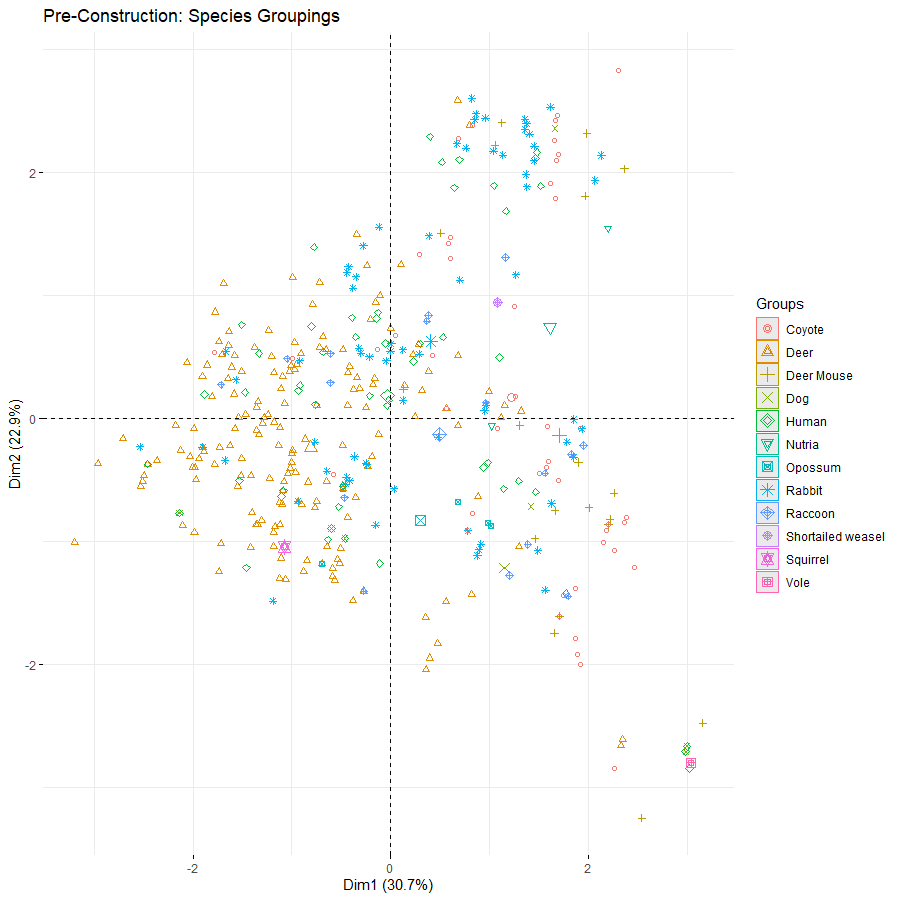 Pre-Construction: Species Groupings
Dim2 (22.9%)
2
0
-2
-2
0
2
Dim1 (30.7%)
Groups
Coyote
Deer
Deer Mouse
Dog
Human
Nutria
Opossum
Rabbit
Raccoon
Shortailed weasel
Squirrel
Vole